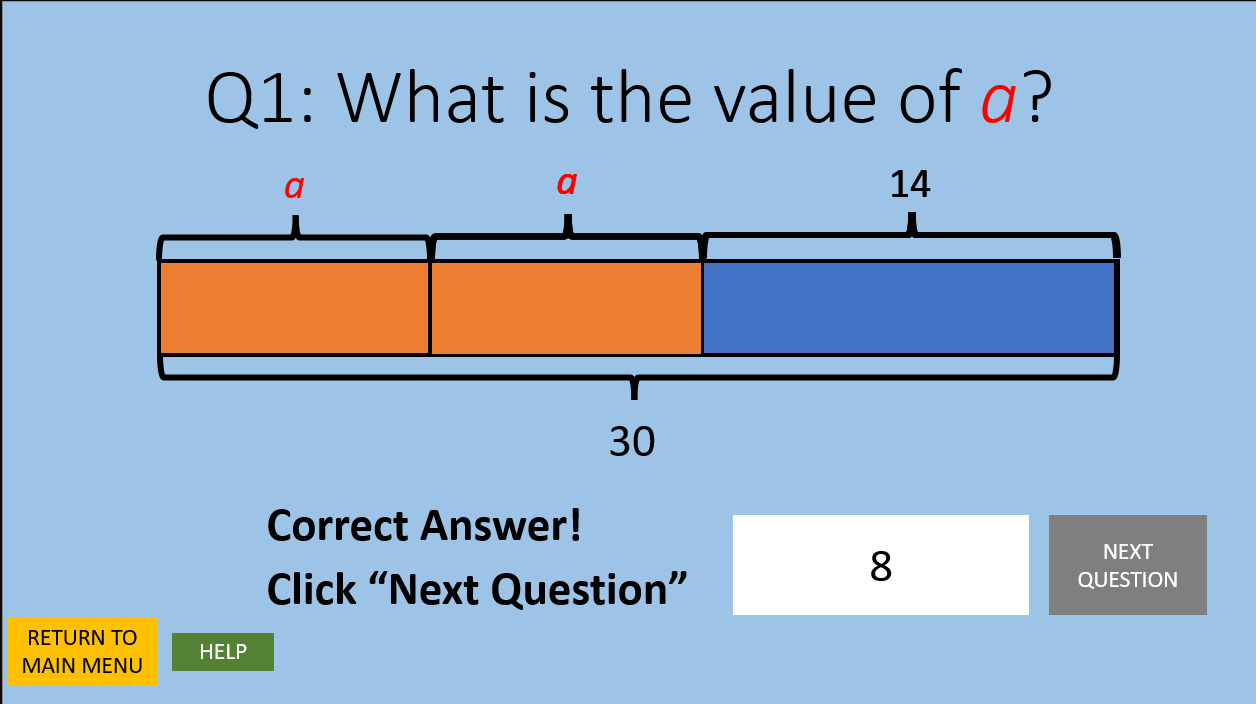 Q1: What is the value of a?
a
a
14
30
Correct Answer!
Click “Next Question”
8
NEXT
QUESTION
RETURN TO
MAIN MENU
HELP